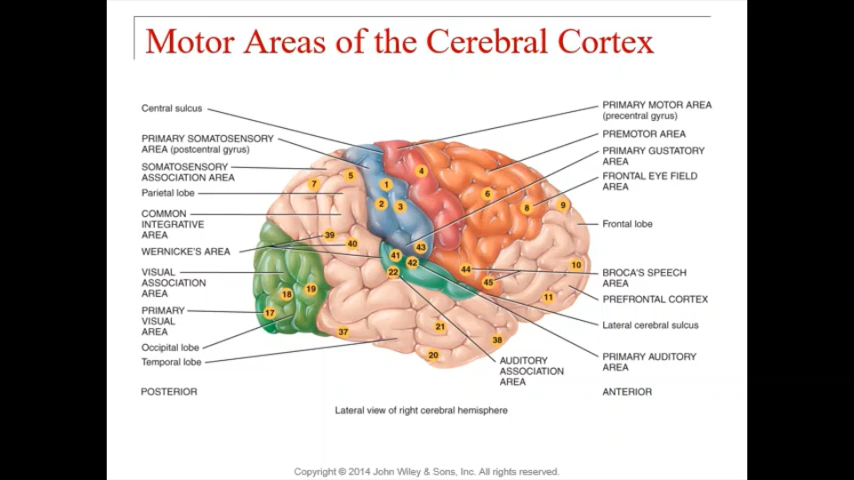 Motor Areas of the Cerebral Cortex
Central sulcus
PRIMARY SOMATOSENSORY
AREA (postcentral gyrus)
SOMATOSENSORY
ASSOCIATION AREA
Parietal lobe
COMMON
INTEGRATIVE
AREA
WERNICKE'S AREA
VISUAL
ASSOCIATION
AREA
PRIMARY
VISUAL
AREA
Occipital lobe
Temporal lobe
POSTERIOR
5
7
1
2
3
4
6
8
9
39
40
41
42
43
22
44
45
10
11
19
18
17
37
21
20
38
PRIMARY MOTOR AREA
(precentral gyrus)
PREMOTOR AREA
PRIMARY GUSTATORY
AREA
FRONTAL EYE FIELD
AREA
Frontal lobe
BROCA'S SPEECH
AREA
PREFRONTAL CORTEX
Lateral cerebral sulcus
PRIMARY AUDITORY
AREA
AUDITORY
ASSOCIATION
AREA
ANTERIOR
Lateral view of right cerebral hemisphere
Copyright © 2014 John Wiley & Sons, Inc. All rights reserved.